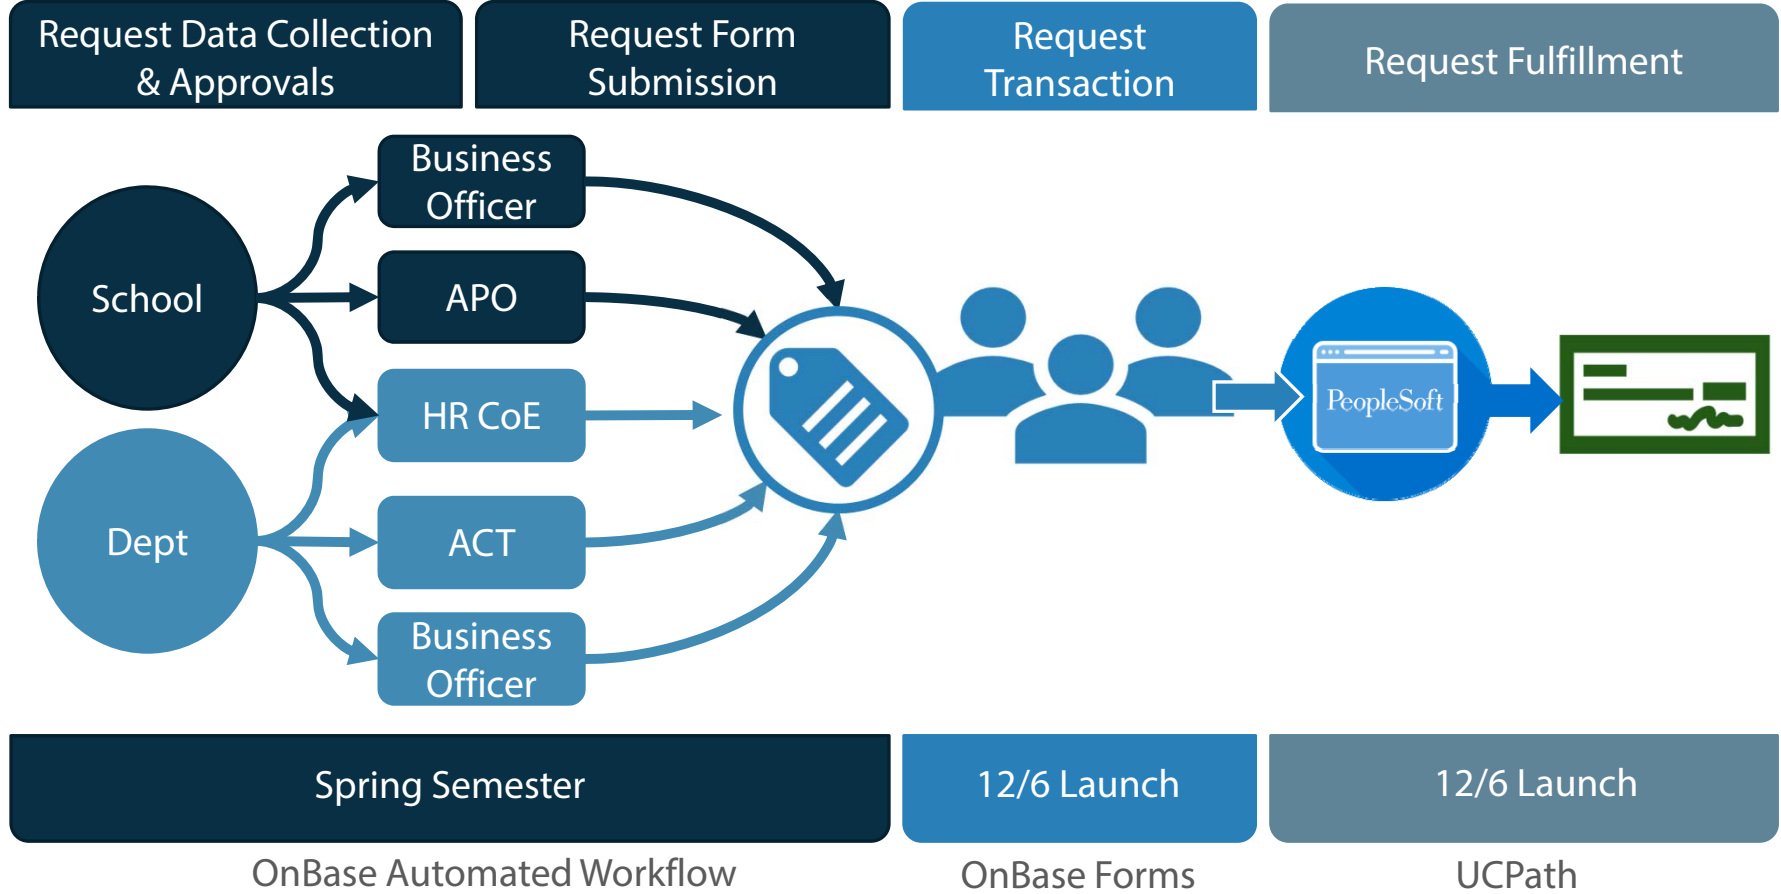 Request Data Collection
& Approvals
Request Form
Submission
Request
Transaction
Request Fulfillment
Business
Officer
School
APO
HR CoE
PeopleSoft
Dept
ACT
Business
Officer
Spring Semester
12/6 Launch
12/6 Launch
OnBase Automated Workflow
OnBase Forms
UCPath